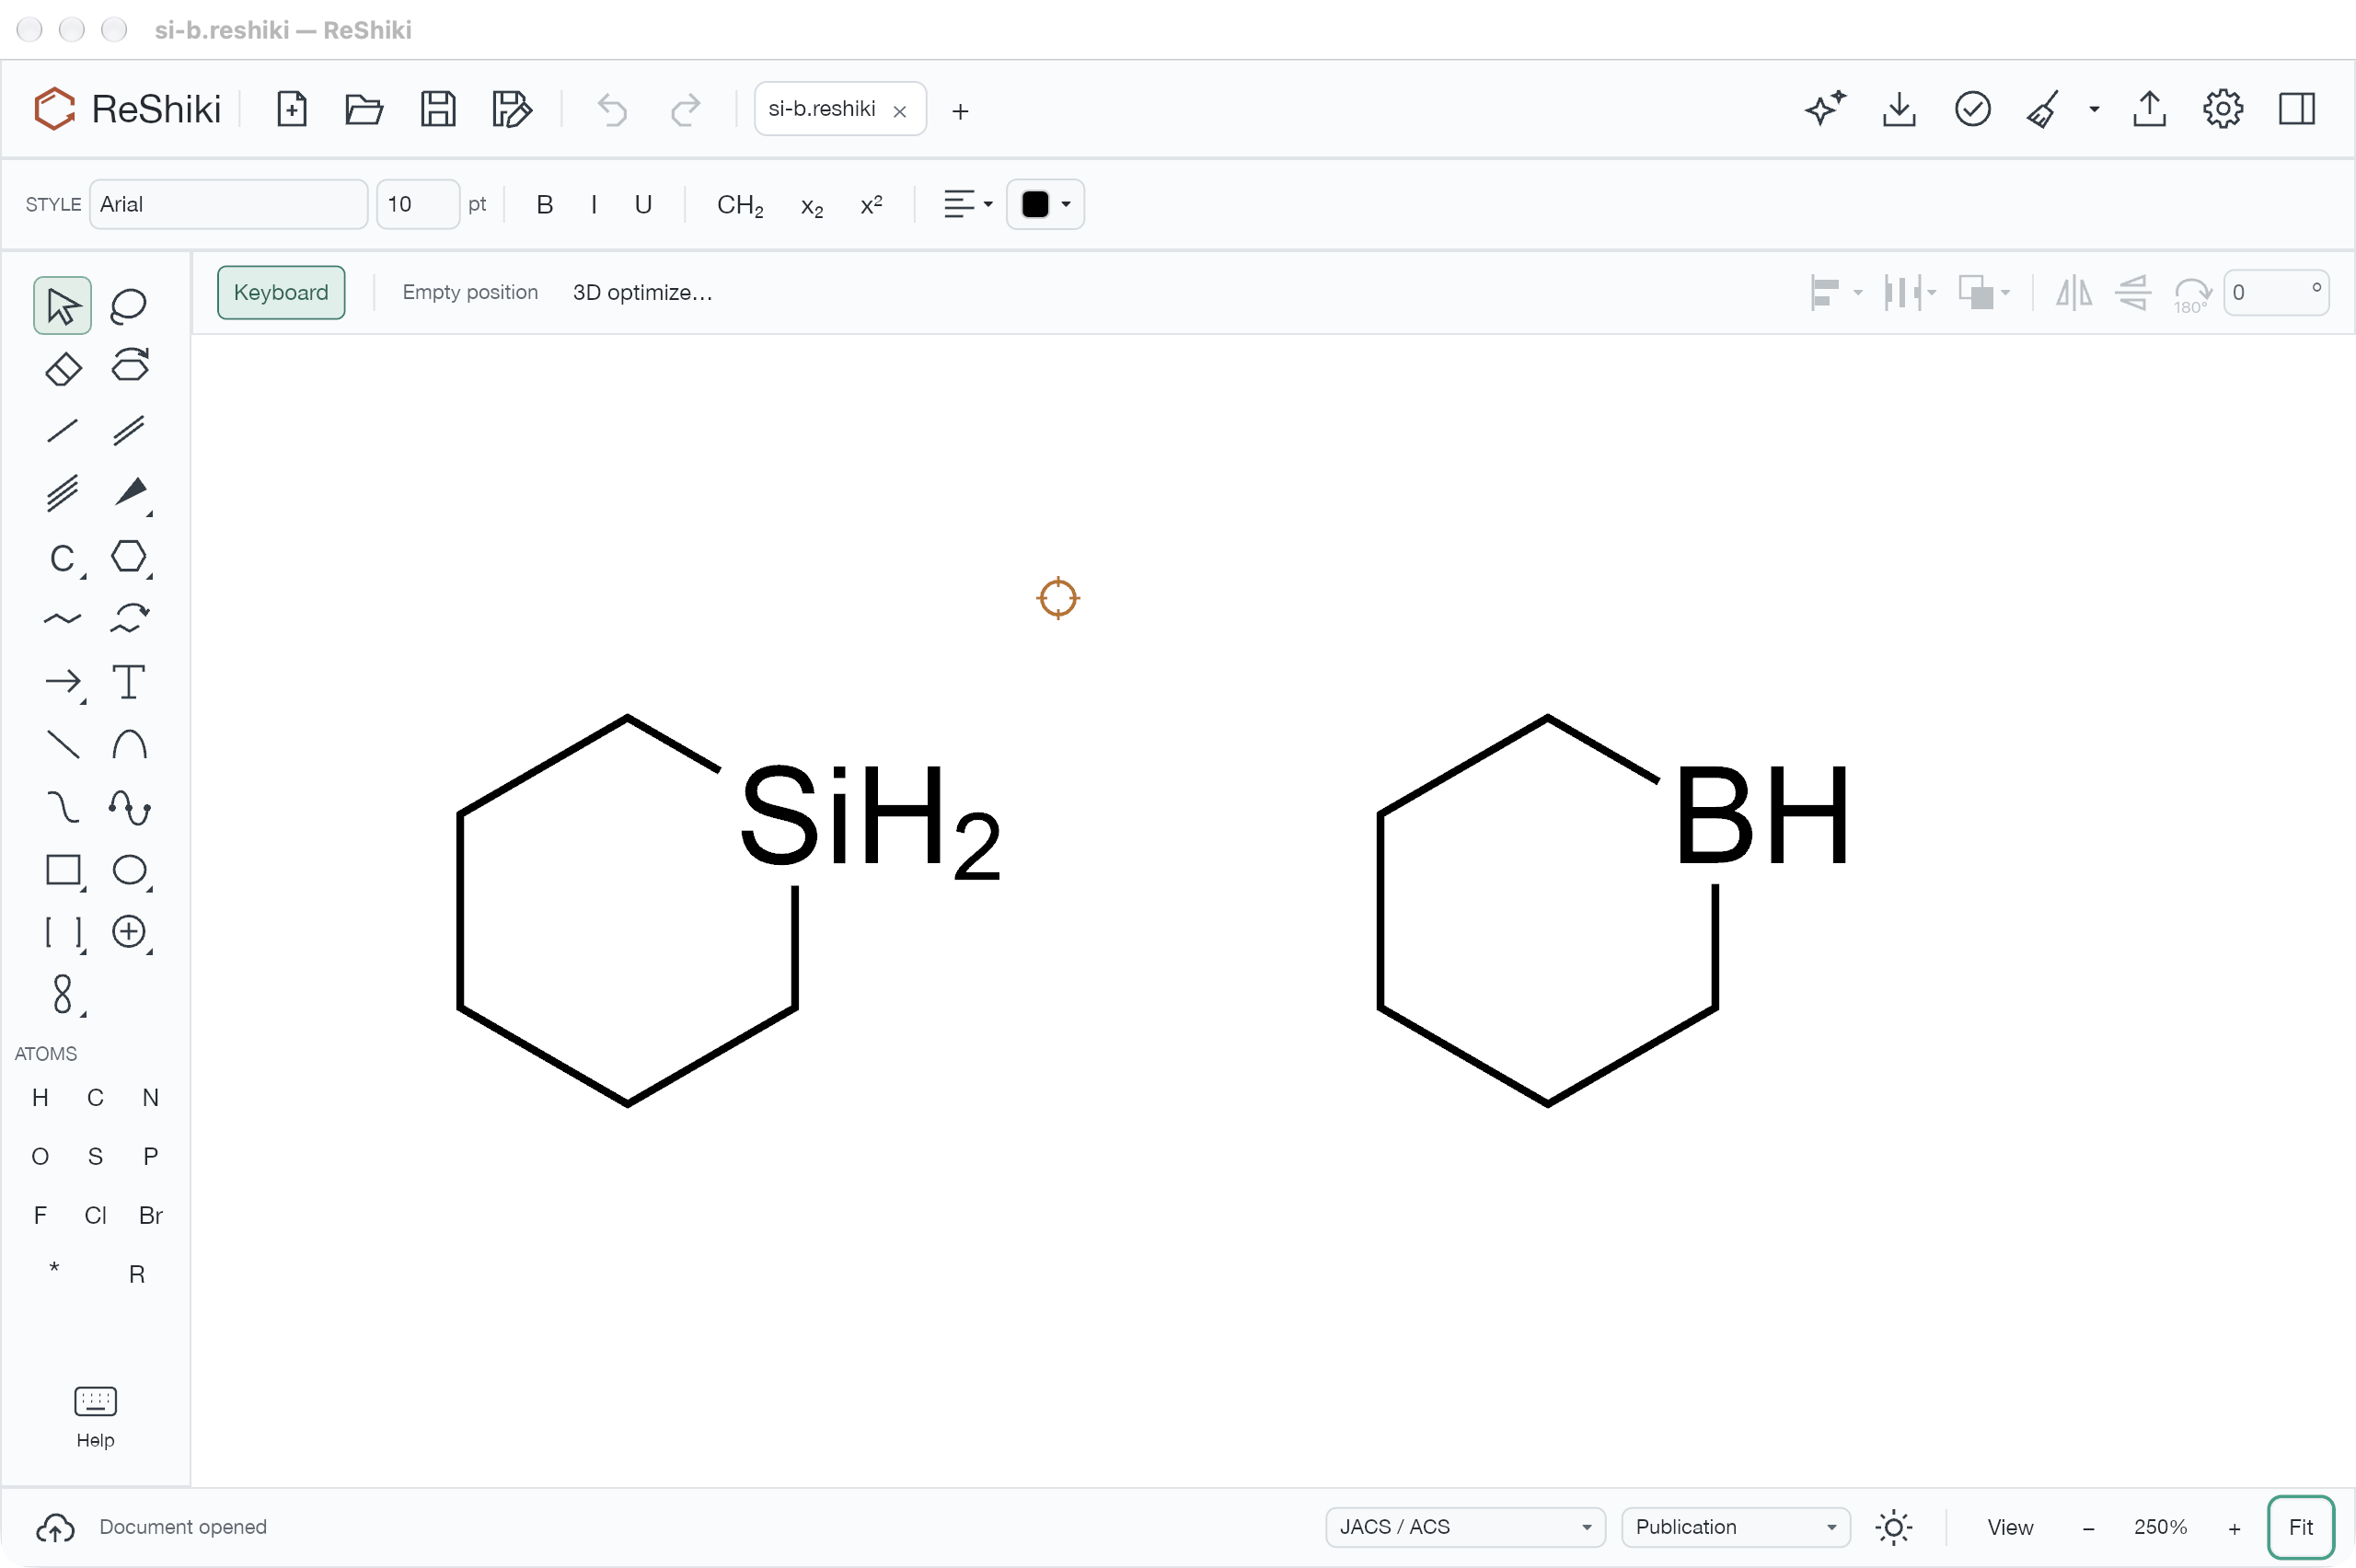 si-b.reshiki — ReShiki
ReShiki
si-b.reshiki × +
STYLE Arial 10 pt B I U CH₂ x₂ x²
Keyboard Empty position 3D optimize... 180° 0 °
C
T
SiH₂ BH
ATOMS
H C N
O S P
F Cl Br
* R
Help
Document opened JACS / ACS Publication View − 250% + Fit